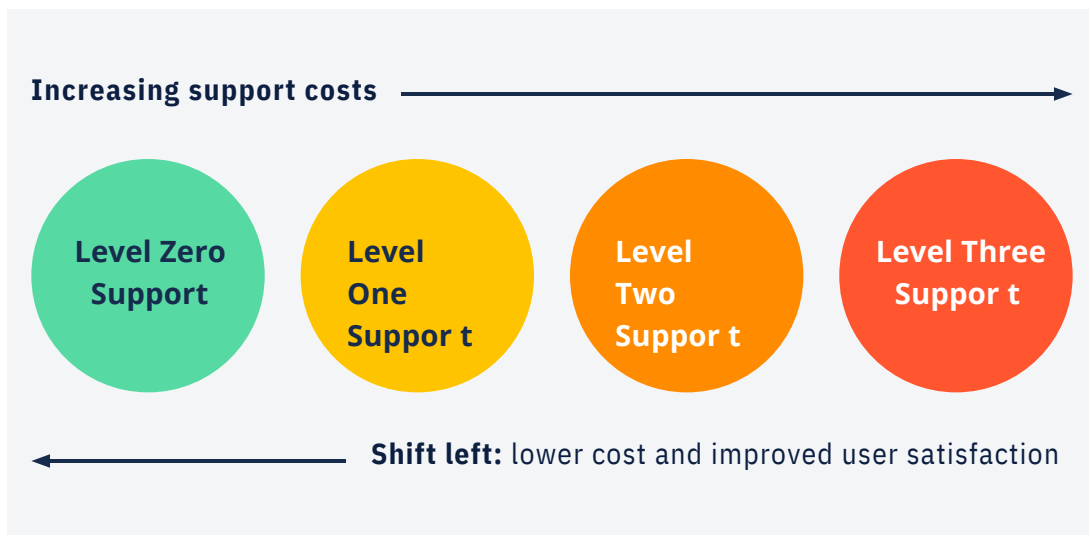 Increasing support costs
Level Zero
Support
Level
One
Suppor t
Level
Two
Suppor t
Level Three
Suppor t
Shift left: lower cost and improved user satisfaction